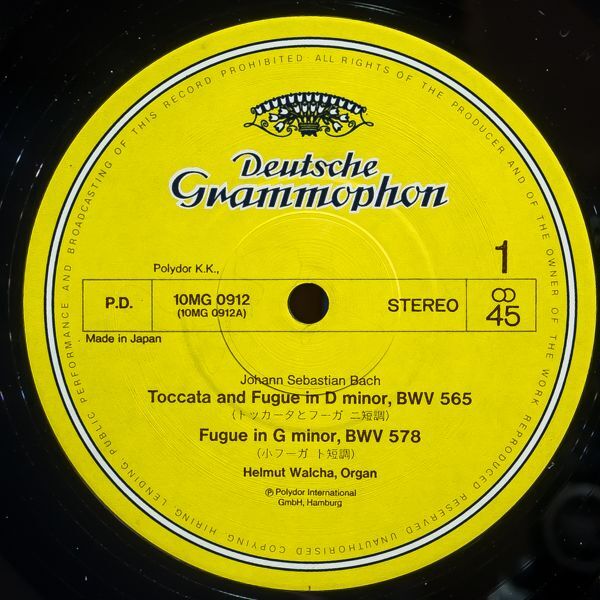 Deutsche
Grammophon
Polydor K.K.,
1
P.D.
10MG 0912
(10MG 0912A)
STEREO
∞
45
Made in Japan
Johann Sebastian Bach
Toccata and Fugue in D minor, BWV 565
(トッカータとフーガ ニ短調)
Fugue in G minor, BWV 578
(小フーガ ト短調)
Helmut Walcha, Organ
℗ Polydor International
GmbH, Hamburg
ALL RIGHTS OF THE PRODUCER AND OF THE OWNER OF THE WORK REPRODUCED RESERVED UNAUTHORISED COPYING HIRING LENDING PUBLIC PERFORMANCE AND BROADCASTING OF THIS RECORD PROHIBITED·